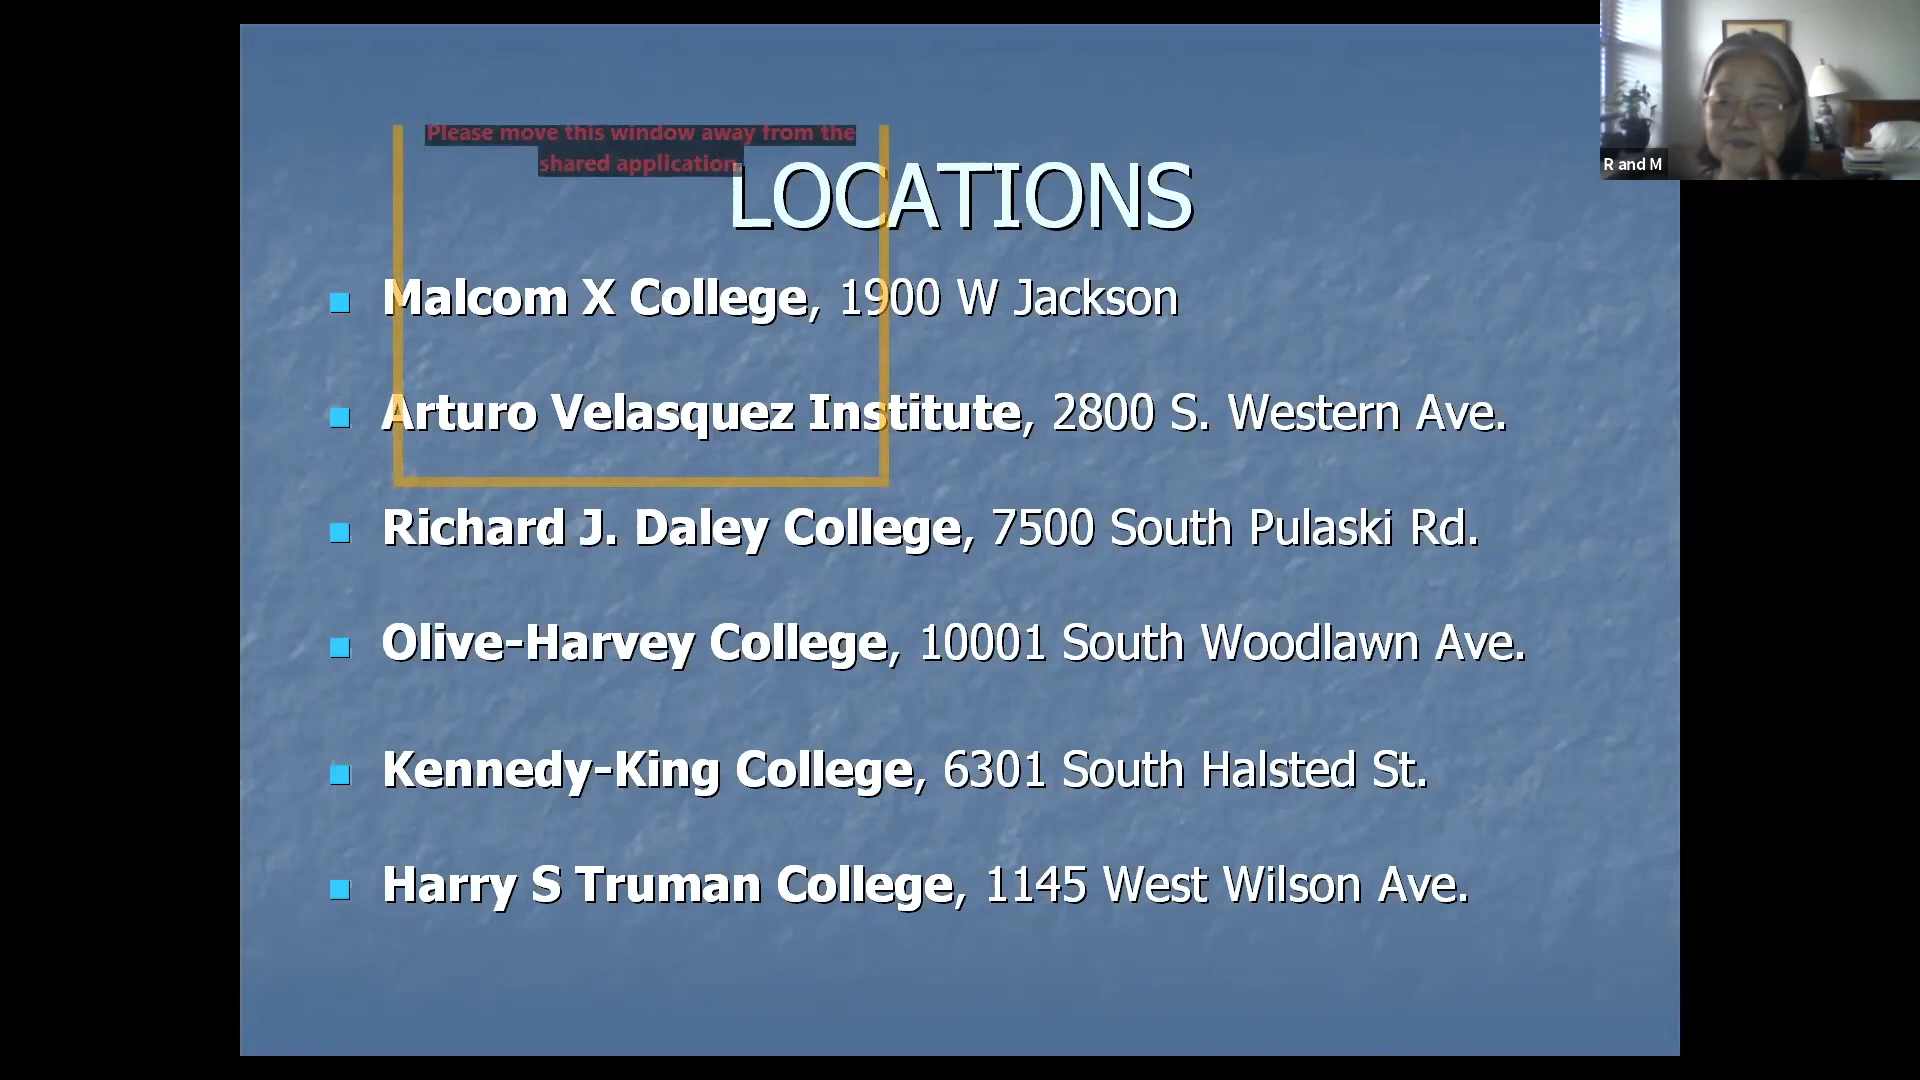 Please move this window away from the
shared application.
R and M
LOCATIONS
Malcom X College, 1900 W Jackson
Arturo Velasquez Institute, 2800 S. Western Ave.
Richard J. Daley College, 7500 South Pulaski Rd.
Olive-Harvey College, 10001 South Woodlawn Ave.
Kennedy-King College, 6301 South Halsted St.
Harry S Truman College, 1145 West Wilson Ave.